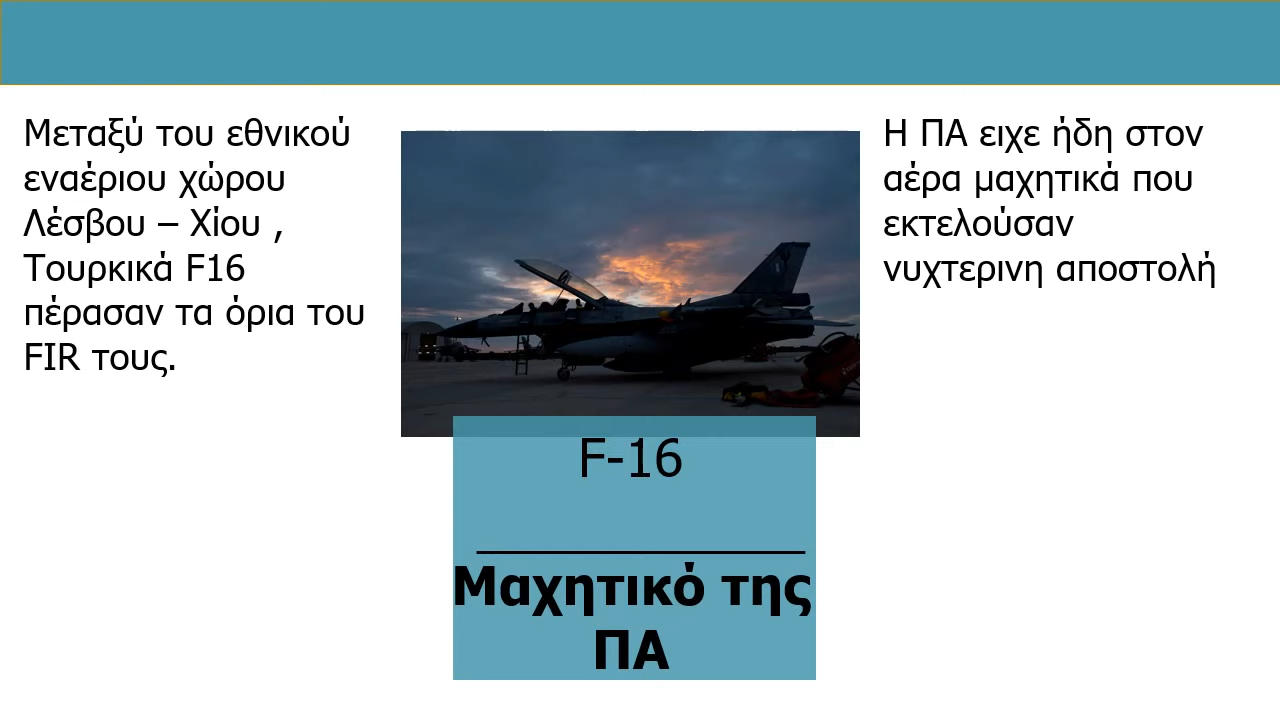 Μεταξύ του εθνικού
εναέριου χώρου
Λέσβου – Χίου ,
Τουρκικά F16
πέρασαν τα όρια του
FIR τους.
Η ΠΑ ειχε ήδη στον
αέρα μαχητικά που
εκτελούσαν
νυχτερινη αποστολή
F-16
Μαχητικό της
ΠΑ